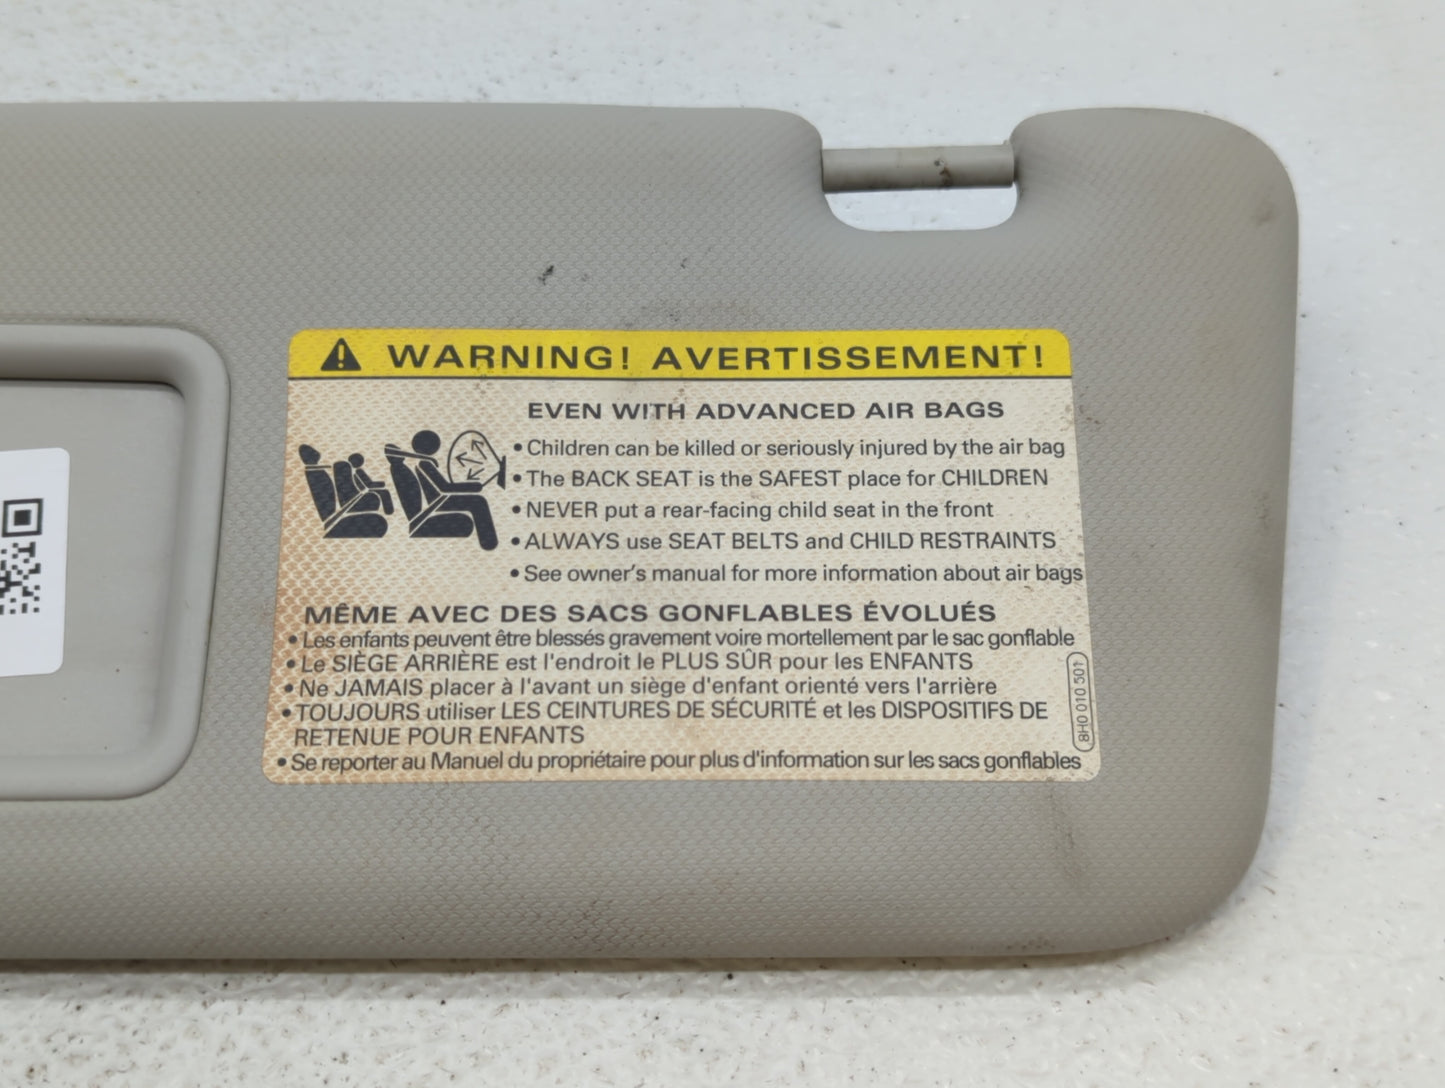 WARNING! AVERTISSEMENT!
EVEN WITH ADVANCED AIR BAGS
• Children can be killed or seriously injured by the air bag
• The BACK SEAT is the SAFEST place for CHILDREN
• NEVER put a rear-facing child seat in the front
• ALWAYS use SEAT BELTS and CHILD RESTRAINTS
• See owner's manual for more information about air bags
MÊME AVEC DES SACS GONFLABLES ÉVOLUÉS
• Les enfants peuvent être blessés gravement voire mortellement par le sac gonflable
• Le SIÈGE ARRIÈRE est l'endroit le PLUS SÛR pour les ENFANTS
• Ne JAMAIS placer à l'avant un siège d'enfant orienté vers l'arrière
• TOUJOURS utiliser LES CEINTURES DE SÉCURITÉ et les DISPOSITIFS DE
RETENUE POUR ENFANTS
• Se reporter au Manuel du propriétaire pour plus d'information sur les sacs gonflables
8H0 010 501